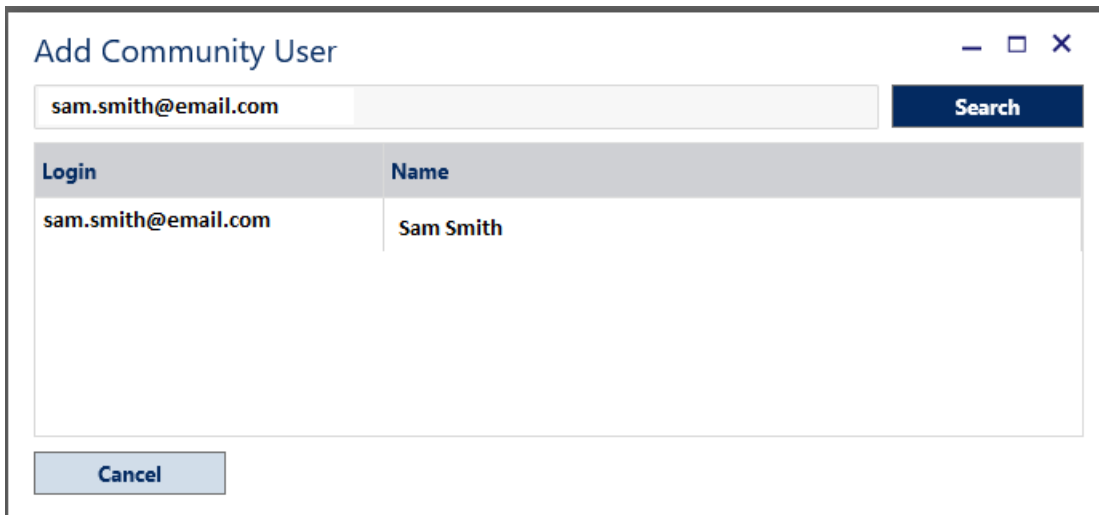 Add Community User
sam.smith@email.com
Search
Login Name
sam.smith@email.com Sam Smith
Cancel